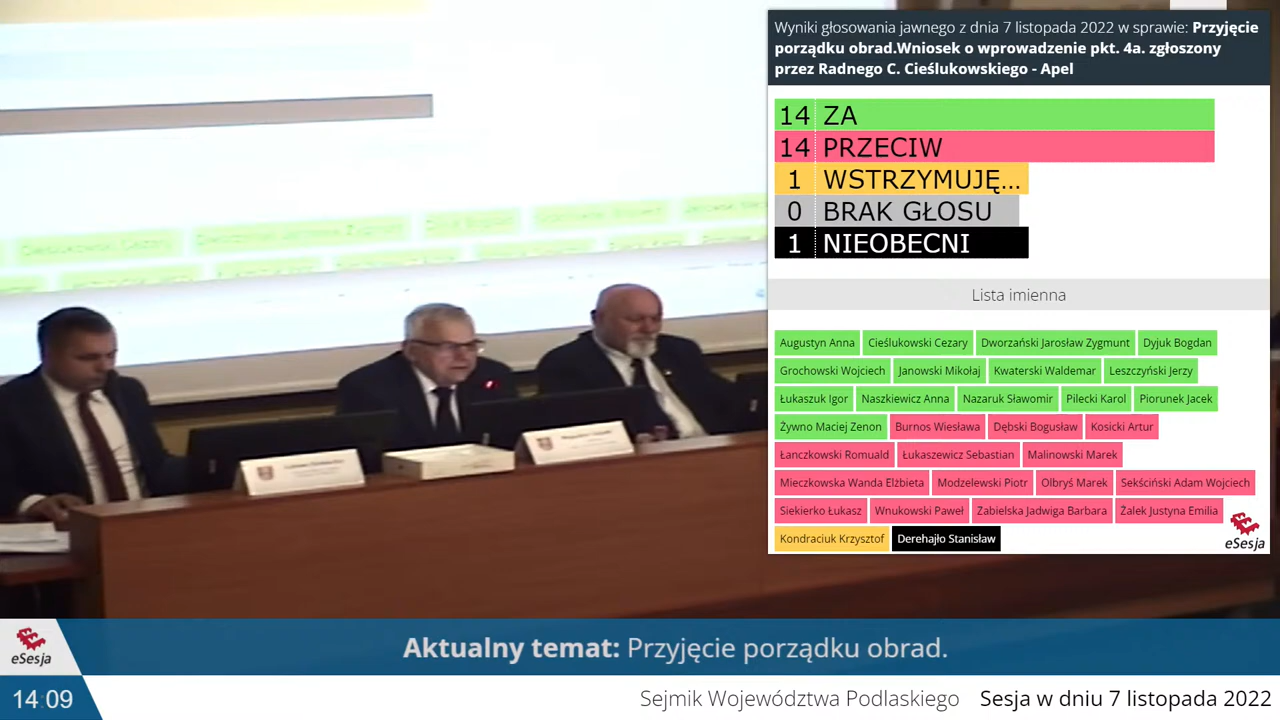 Wyniki głosowania jawnego z dnia 7 listopada 2022 w sprawie: Przyjęcie
porządku obrad.Wniosek o wprowadzenie pkt. 4a. zgłoszony
przez Radnego C. Cieślukowskiego - Apel
14 ZA
14 PRZECIW
1 WSTRZYMUJĘ...
0 BRAK GŁOSU
1 NIEOBECNI
Lista imienna
Augustyn Anna Cieślukowski Cezary Dworzański Jarosław Zygmunt Dyjuk Bogdan
Grochowski Wojciech Janowski Mikołaj Kwaterski Waldemar Leszczyński Jerzy
Łukaszuk Igor Naszkiewicz Anna Nazaruk Sławomir Pilecki Karol Piorunek Jacek
Żywno Maciej Zenon Burnos Wiesława Dębski Bogusław Kosicki Artur
Łanczkowski Romuald Łukaszewicz Sebastian Malinowski Marek
Mieczkowska Wanda Elżbieta Modzelewski Piotr Olbryś Marek Sekściński Adam Wojciech
Siekierko Łukasz Wnukowski Paweł Zabielska Jadwiga Barbara Żalek Justyna Emilia
Kondraciuk Krzysztof Derehajło Stanisław
eSesja
eSesja
Aktualny temat: Przyjęcie porządku obrad.
14:09
Sejmik Województwa Podlaskiego Sesja w dniu 7 listopada 2022